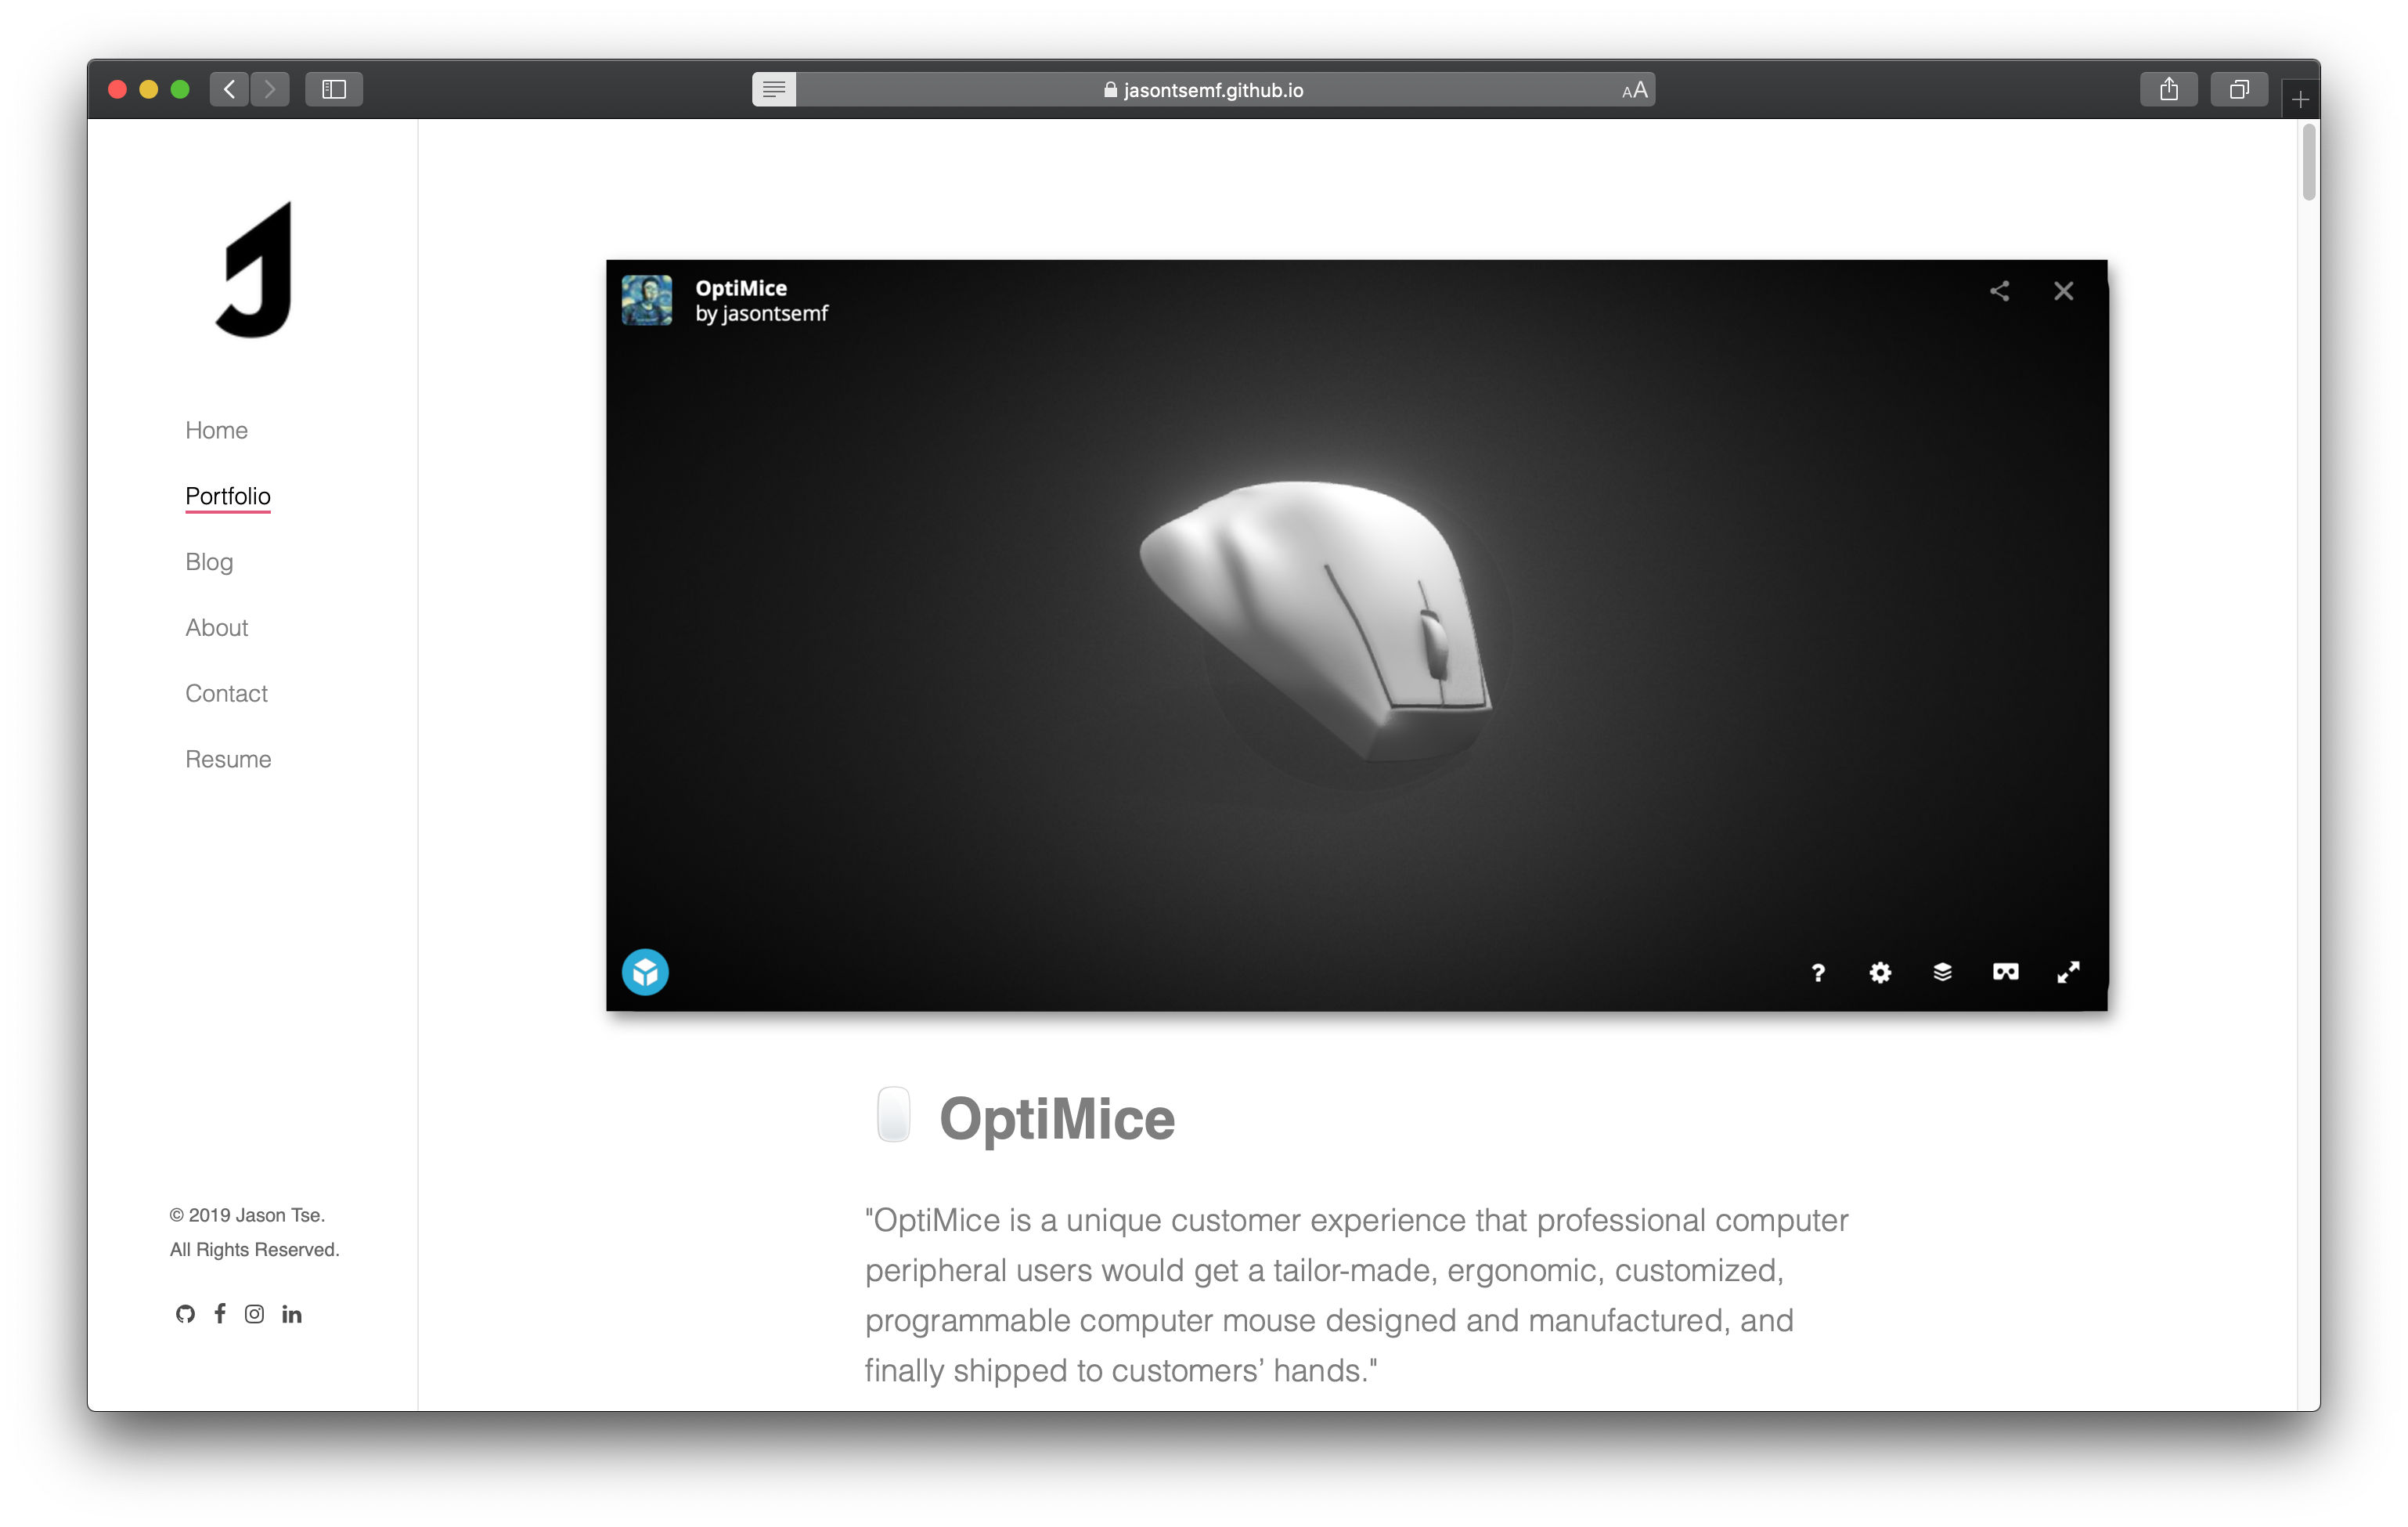 jasontsemf.github.io
AA
Home
Portfolio
Blog
About
Contact
Resume
© 2019 Jason Tse.
All Rights Reserved.
OptiMice
by jasontsemf
?
OptiMice
"OptiMice is a unique customer experience that professional computer
peripheral users would get a tailor-made, ergonomic, customized,
programmable computer mouse designed and manufactured, and
finally shipped to customers’ hands."